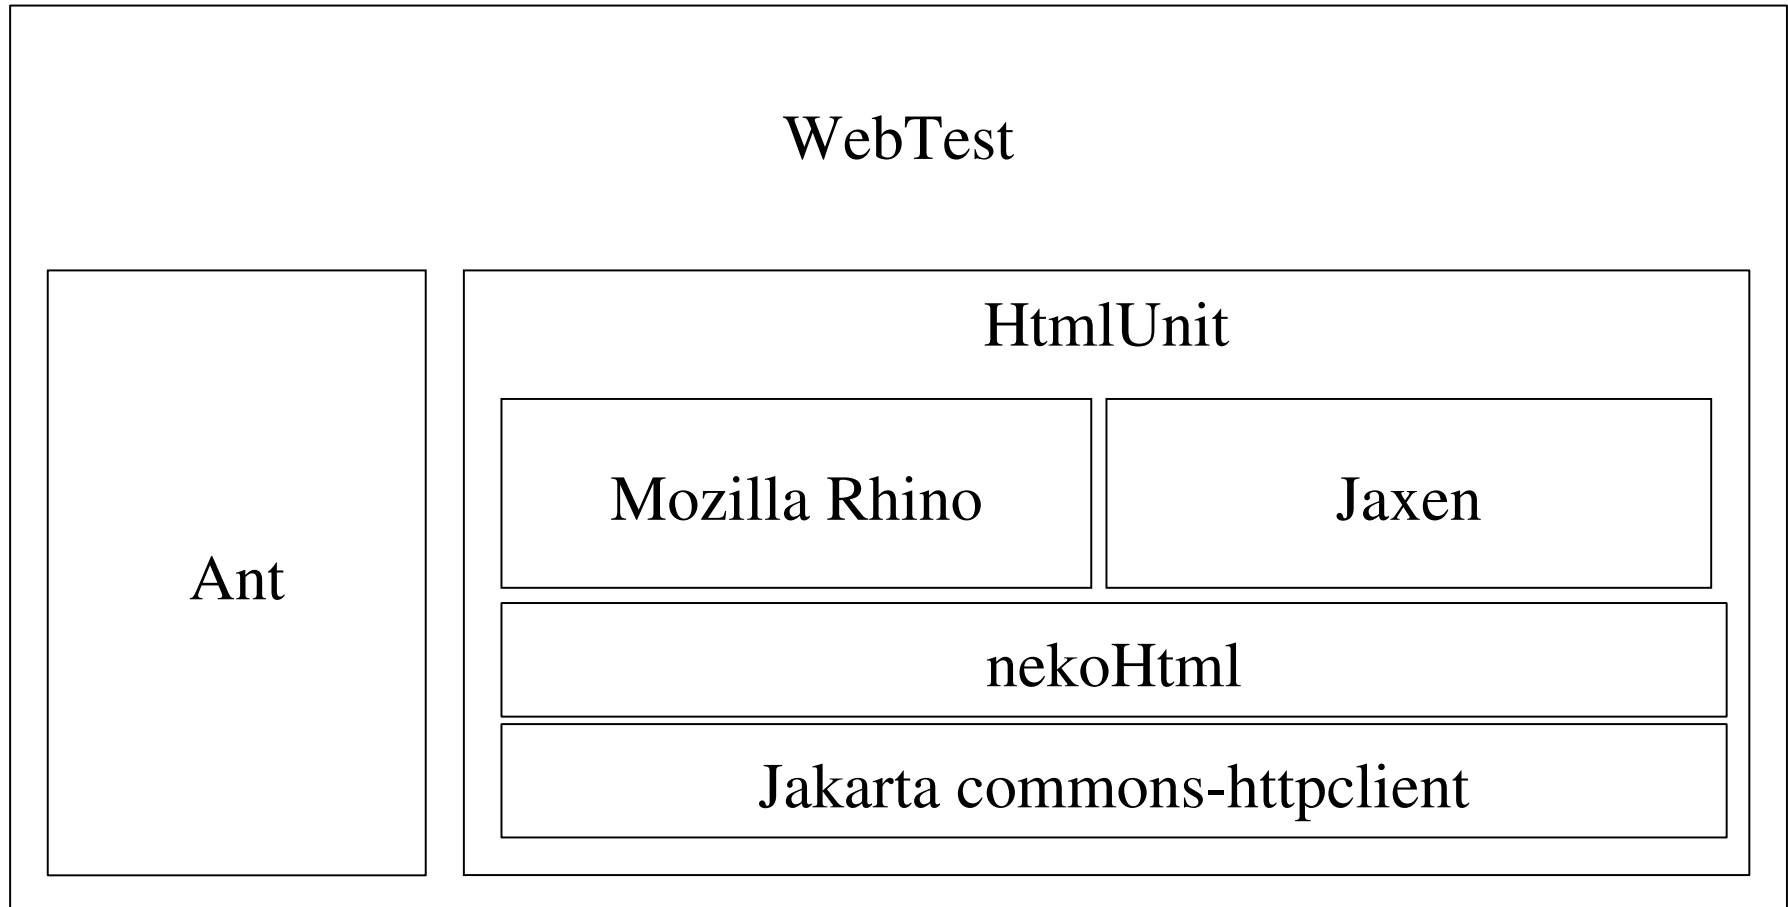 WebTest
HtmlUnit
Mozilla Rhino
Jaxen
Ant
nekoHtml
Jakarta commons-httpclient